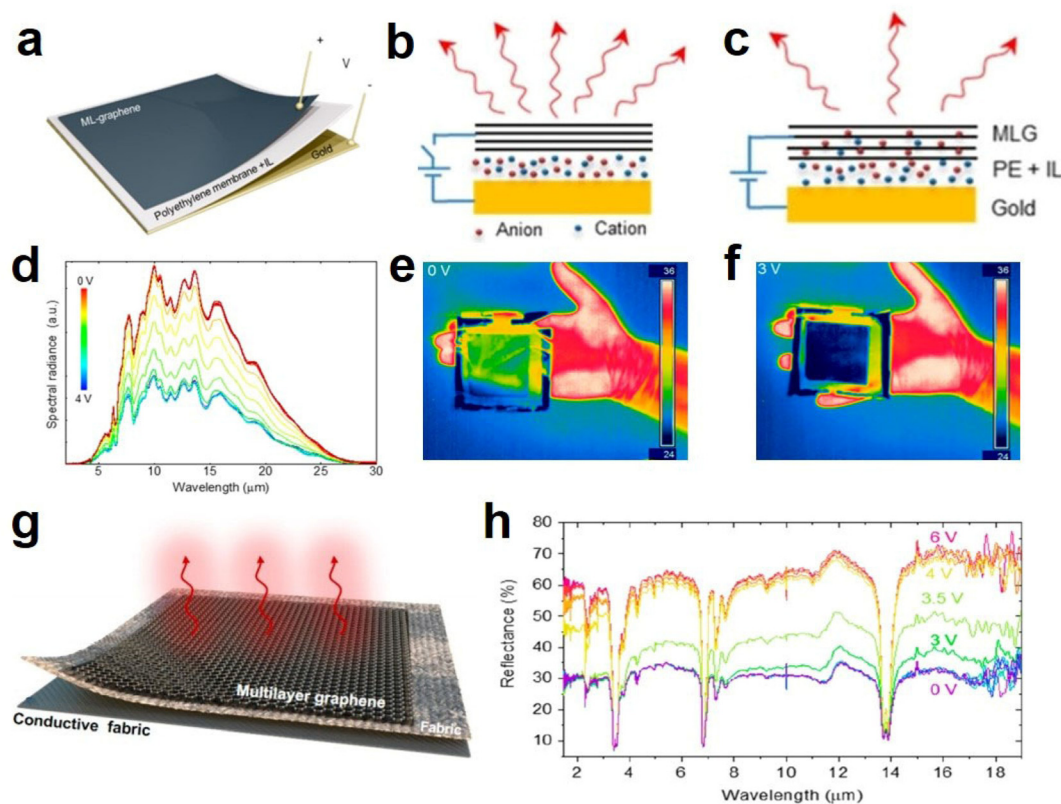 a
+
V
-
ML-graphene
Polyethylene membrane +IL
Gold
b
Anion
Cation
c
MLG
PE + IL
Gold
d
0 V
4 V
Spectral radiance (a.u.)
5 10 15 20 25 30
Wavelength (μm)
e
0 V
36
24
f
3 V
36
24
g
Multilayer graphene
Fabric
Conductive fabric
h
80
70
60
50
40
30
20
10
Reflectance (%)
6 V
4 V
3.5 V
3 V
0 V
2 4 6 8 10 12 14 16 18
Wavelength (μm)